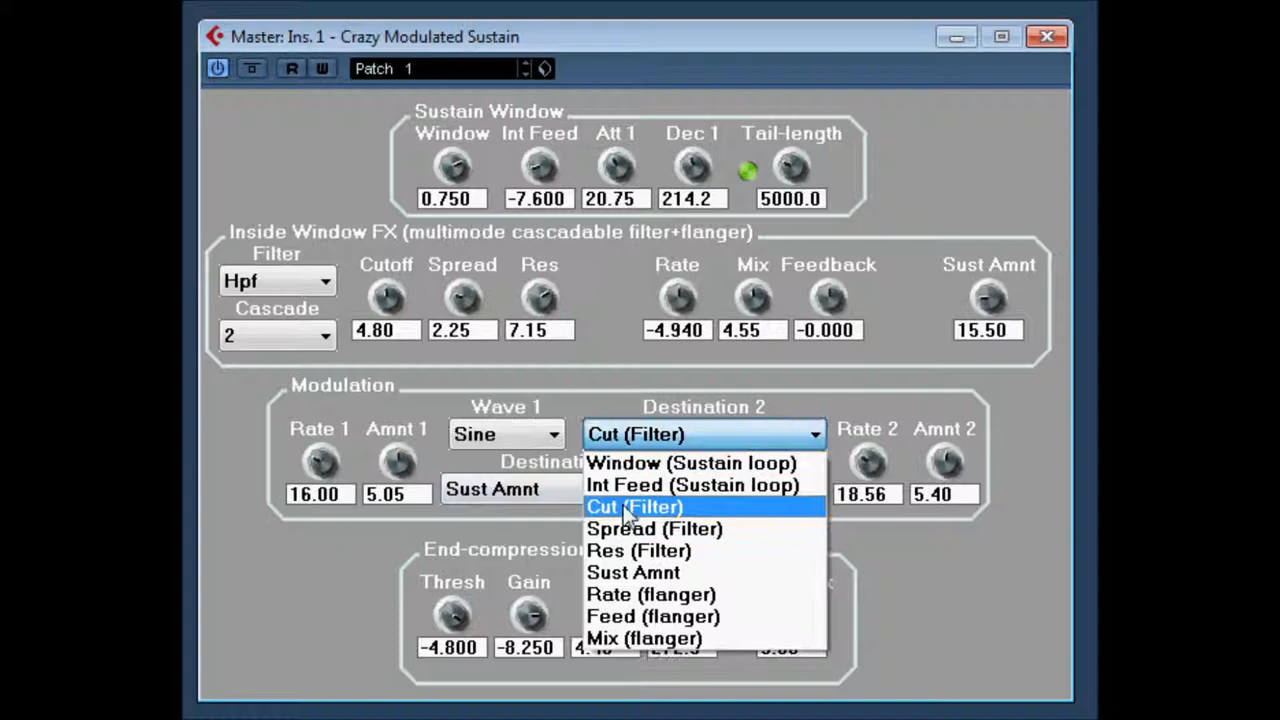 Master: Ins. 1 - Crazy Modulated Sustain
R W Patch 1
Sustain Window
Window Int Feed Att 1 Dec 1 Tail-length
0.750 -7.600 20.75 214.2 5000.0
Inside Window FX (multimode cascadable filter+flanger)
Filter
Cutoff Spread Res Rate Mix Feedback Sust Amnt
Hpf
Cascade
2
4.80 2.25 7.15 -4.940 4.55 -0.000 15.50
Modulation
Wave 1 Destination 2
Rate 1 Amnt 1 Sine Cut (Filter) Rate 2 Amnt 2
Window (Sustain loop)
Int Feed (Sustain loop)
Cut (Filter)
Spread (Filter)
Res (Filter)
Sust Amnt
Rate (flanger)
Feed (flanger)
Mix (flanger)
Sust Amnt
16.00 5.05 18.56 5.40
End-compression
Thresh Gain
-4.800 -8.250